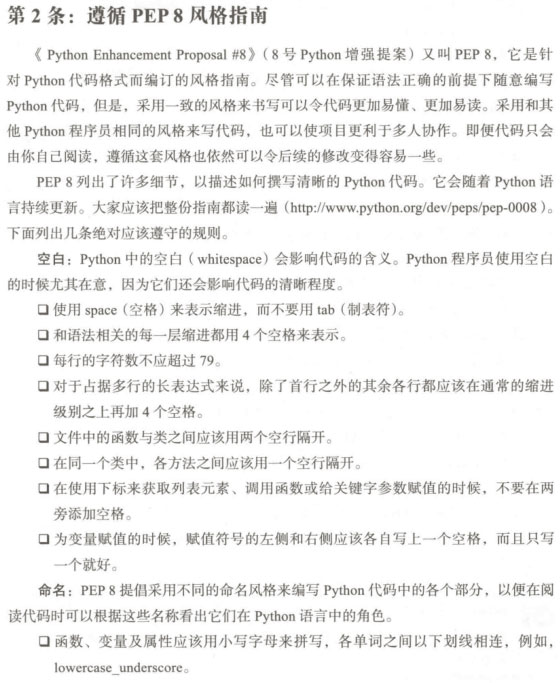 第 2 条：遵循 PEP 8 风格指南
《 Python Enhancement Proposal #8》（8 号 Python 增强提案）又叫 PEP 8，它是针
对 Python 代码格式而编订的风格指南。尽管可以在保证语法正确的前提下随意编写
Python 代码，但是，采用一致的风格来书写可以令代码更加易懂、更加易读。采用和其
他 Python 程序员相同的风格来写代码，也可以使项目更利于多人协作。即便代码只会
由你自己阅读，遵循这套风格也依然可以令后续的修改变得容易一些。
PEP 8 列出了许多细节，以描述如何撰写清晰的 Python 代码。它会随着 Python 语
言持续更新。大家应该把整份指南都读一遍（http://www.python.org/dev/peps/pep-0008）。
下面列出几条绝对应该遵守的规则。
空白：Python 中的空白（whitespace）会影响代码的含义。Python 程序员使用空白
的时候尤其在意，因为它们还会影响代码的清晰程度。
❑ 使用 space（空格）来表示缩进，而不要用 tab（制表符）。
❑ 和语法相关的每一层缩进都用 4 个空格来表示。
❑ 每行的字符数不应超过 79。
❑ 对于占据多行的长表达式来说，除了首行之外的其余各行都应该在通常的缩进
级别之上再加 4 个空格。
❑ 文件中的函数与类之间应该用两个空行隔开。
❑ 在同一个类中，各方法之间应该用一个空行隔开。
❑ 在使用下标来获取列表元素、调用函数或给关键字参数赋值的时候，不要在两
旁添加空格。
❑ 为变量赋值的时候，赋值符号的左侧和右侧应该各自写上一个空格，而且只写
一个就好。
命名：PEP 8 提倡采用不同的命名风格来编写 Python 代码中的各个部分，以便在阅
读代码时可以根据这些名称看出它们在 Python 语言中的角色。
❑ 函数、变量及属性应该用小写字母来拼写，各单词之间以下划线相连，例如，
lowercase_underscore。